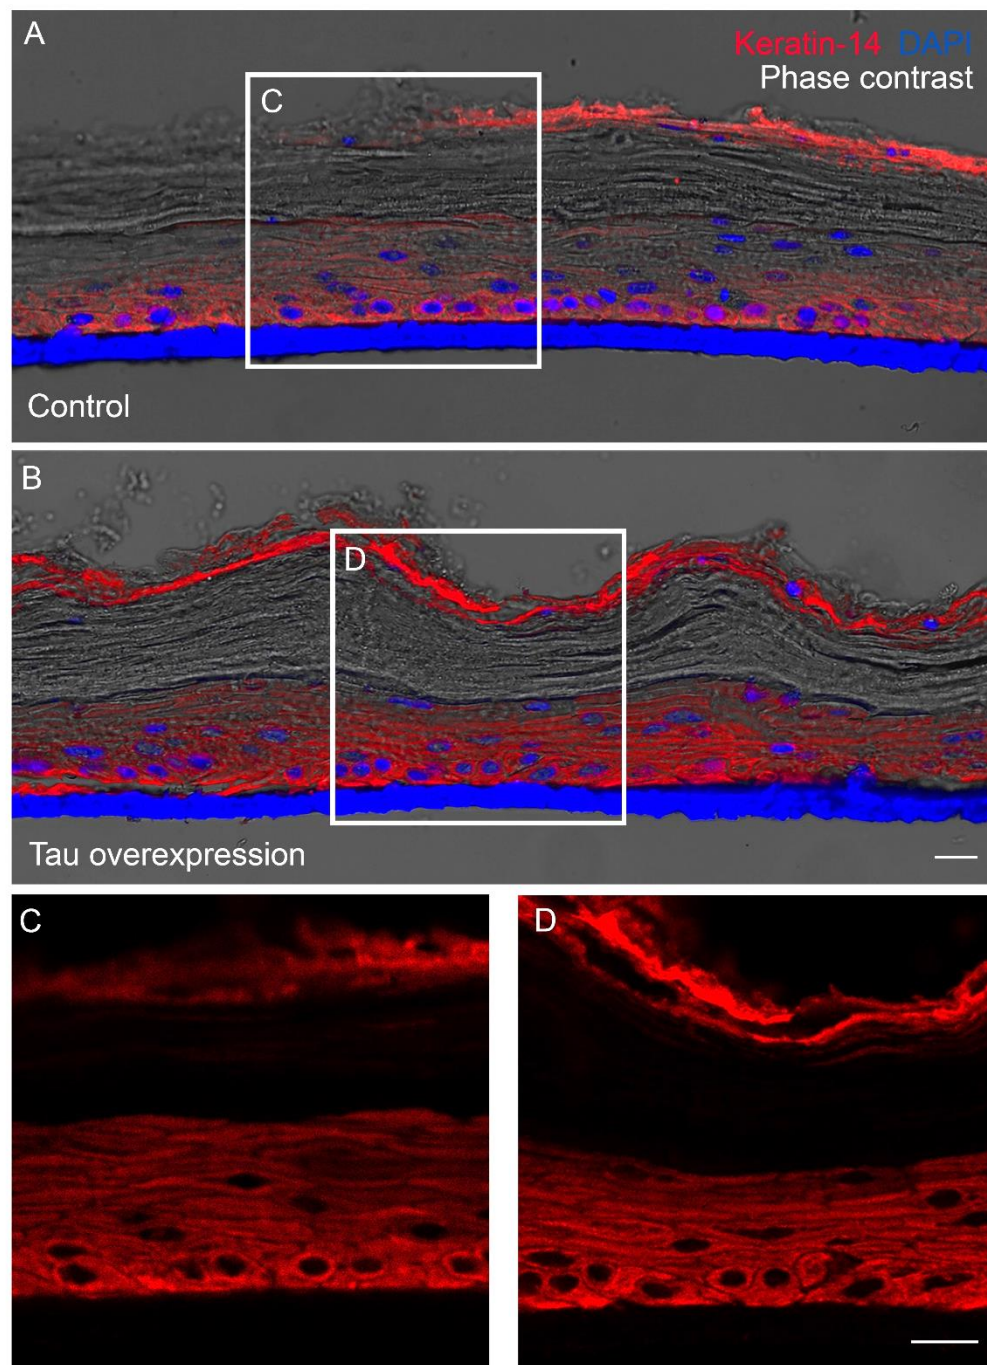 A
Keratin-14 DAPI
Phase contrast
C
Control
B
D
Tau overexpression
C
D